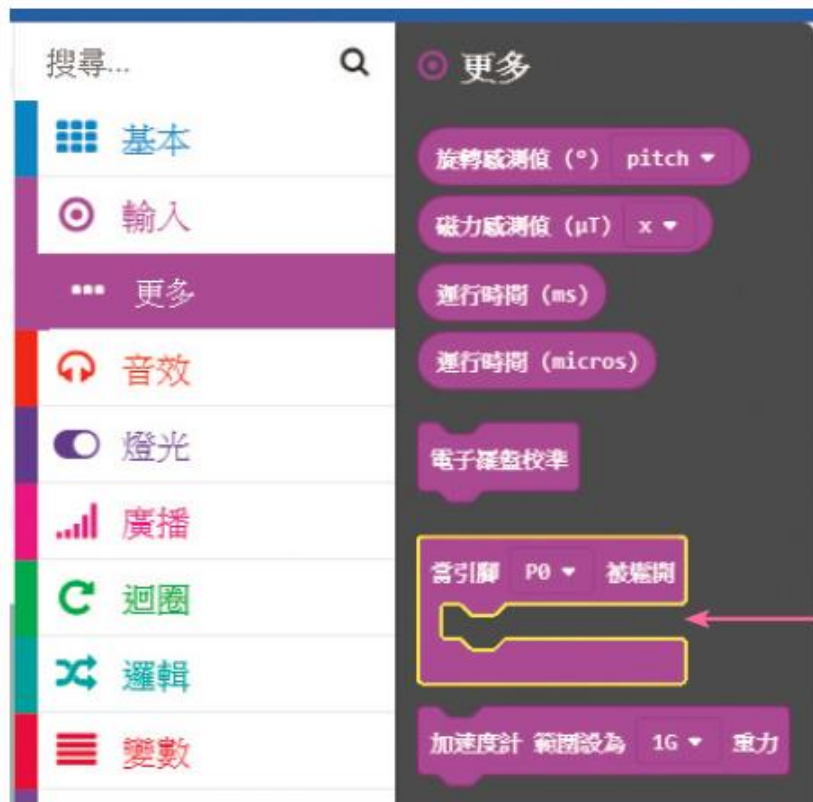 搜尋...
基本
輸入
更多
音效
燈光
廣播
迴圈
邏輯
變數
更多
旋轉感測值 (°) pitch
磁力感測值 (μT) x
運行時間 (ms)
運行時間 (micros)
電子羅盤校準
當引腳 P0 被鬆開
加速度計 範圍設為 1G 重力